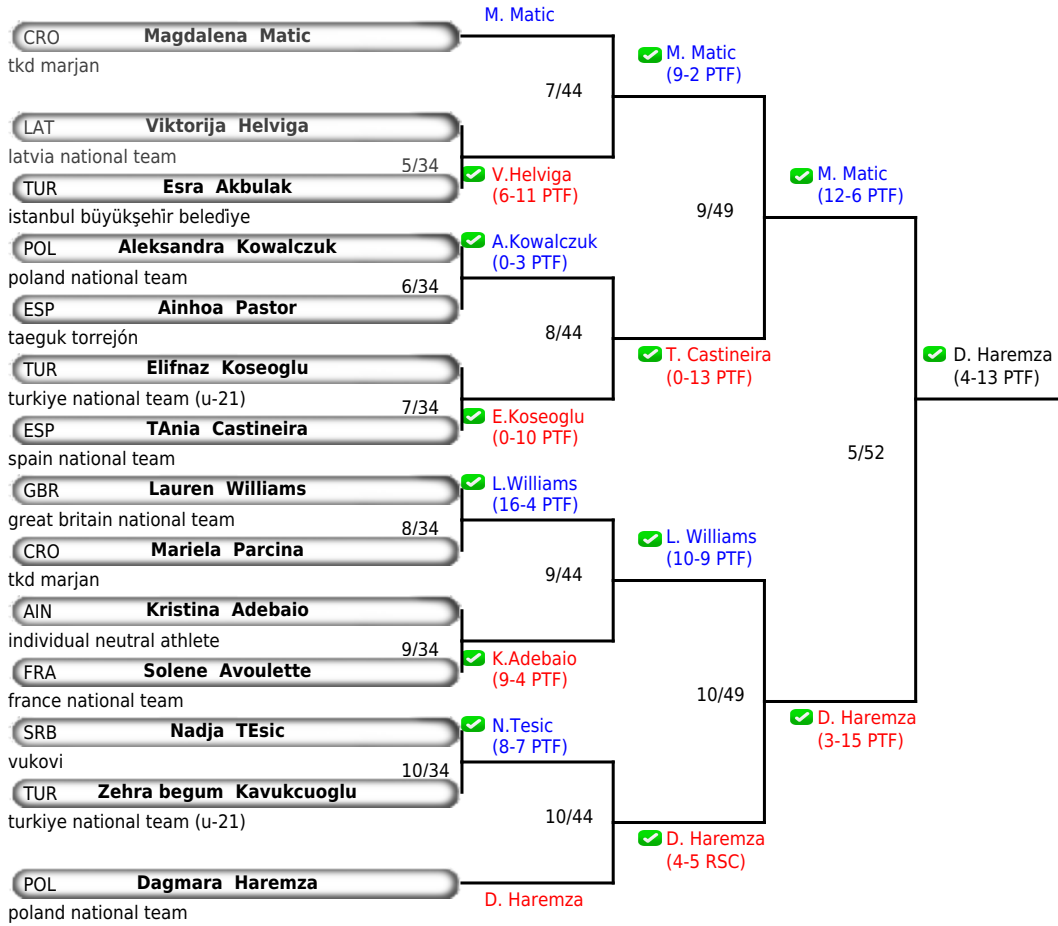 M. Matic
CRO Magdalena Matic
tkd marjan
M. Matic
(9-2 PTF)
7/44
LAT Viktorija Helviga
latvia national team
5/34
V.Helviga
(6-11 PTF)
TUR Esra Akbulak
istanbul büyükşehi̇r beledi̇ye
M. Matic
(12-6 PTF)
9/49
POL Aleksandra Kowalczuk
poland national team
A.Kowalczuk
(0-3 PTF)
6/34
ESP Ainhoa Pastor
taeguk torrejón
8/44
T. Castineira
(0-13 PTF)
TUR Elifnaz Koseoglu
turkiye national team (u-21)
7/34
E.Koseoglu
(0-10 PTF)
ESP TAnia Castineira
spain national team
D. Haremza
(4-13 PTF)
5/52
GBR Lauren Williams
great britain national team
L.Williams
(16-4 PTF)
8/34
CRO Mariela Parcina
tkd marjan
L. Williams
(10-9 PTF)
9/44
AIN Kristina Adebaio
individual neutral athlete
9/34
K.Adebaio
(9-4 PTF)
FRA Solene Avoulette
france national team
10/49
D. Haremza
(3-15 PTF)
SRB Nadja TEsic
vukovi
N.Tesic
(8-7 PTF)
10/34
TUR Zehra begum Kavukcuoglu
turkiye national team (u-21)
10/44
D. Haremza
(4-5 RSC)
POL Dagmara Haremza
poland national team
D. Haremza